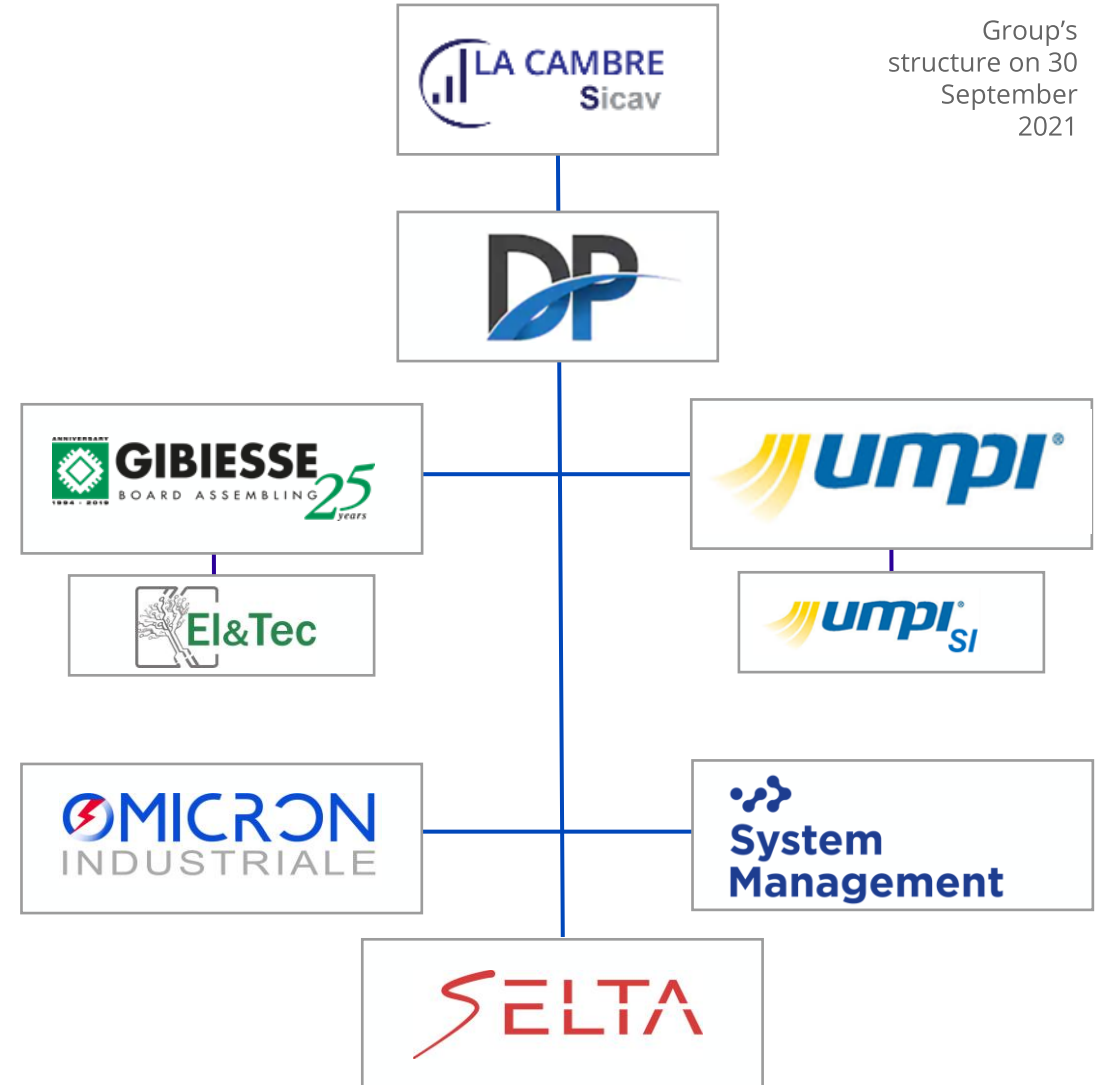 LA CAMBRE
Sicav
Group's
structure on 30
September
2021
DP
ANNIVERSARY
GIBIESSE
BOARD ASSEMBLING
25
years
1994 - 2019
umpi®
El&Tec
umpi®
SI
OMICRON
INDUSTRIALE
System
Management
SELTA